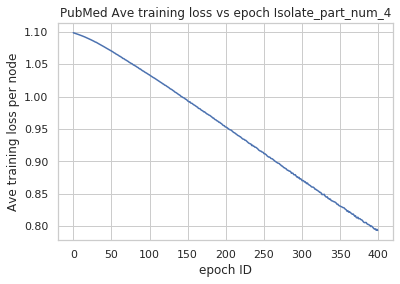 PubMed Ave training loss vs epoch Isolate_part_num_4
1.10
1.05
1.00
0.95
0.90
0.85
0.80
Ave training loss per node
0 50 100 150 200 250 300 350 400
epoch ID